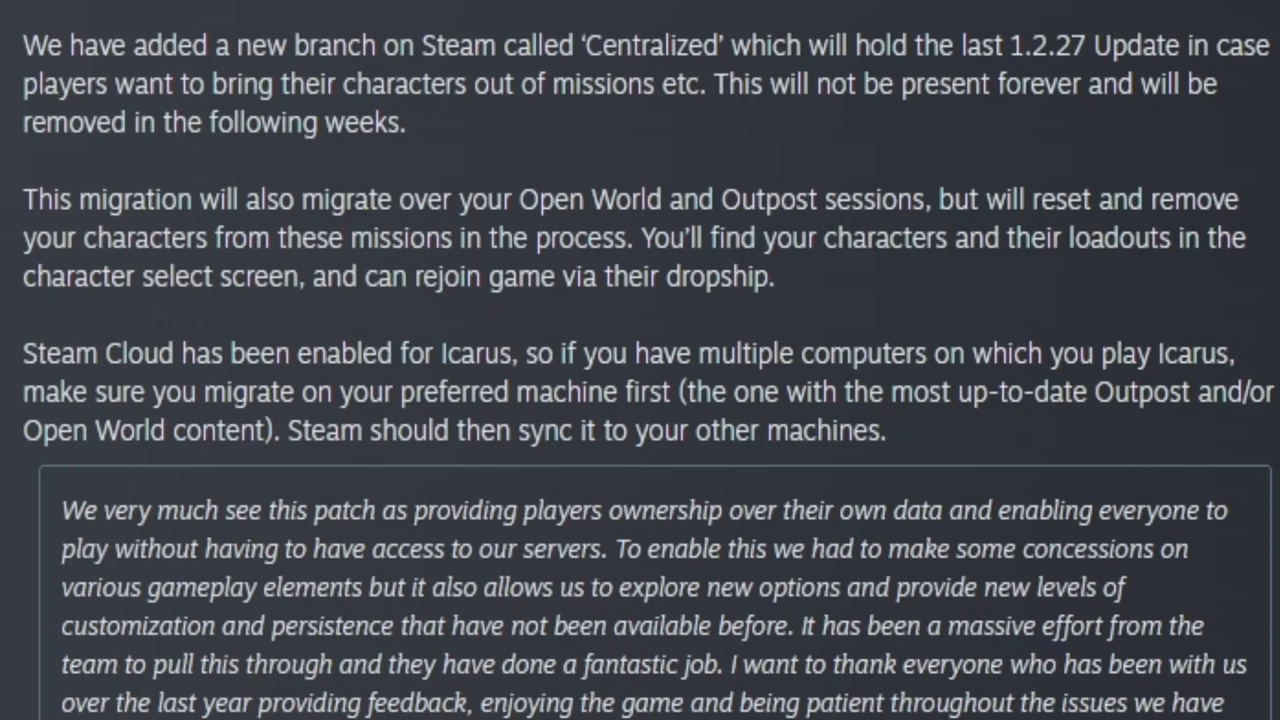 We have added a new branch on Steam called ‘Centralized’ which will hold the last 1.2.27 Update in case
players want to bring their characters out of missions etc. This will not be present forever and will be
removed in the following weeks.
This migration will also migrate over your Open World and Outpost sessions, but will reset and remove
your characters from these missions in the process. You’ll find your characters and their loadouts in the
character select screen, and can rejoin game via their dropship.
Steam Cloud has been enabled for Icarus, so if you have multiple computers on which you play Icarus,
make sure you migrate on your preferred machine first (the one with the most up-to-date Outpost and/or
Open World content). Steam should then sync it to your other machines.
We very much see this patch as providing players ownership over their own data and enabling everyone to
play without having to have access to our servers. To enable this we had to make some concessions on
various gameplay elements but it also allows us to explore new options and provide new levels of
customization and persistence that have not been available before. It has been a massive effort from the
team to pull this through and they have done a fantastic job. I want to thank everyone who has been with us
over the last year providing feedback, enjoying the game and being patient throughout the issues we have